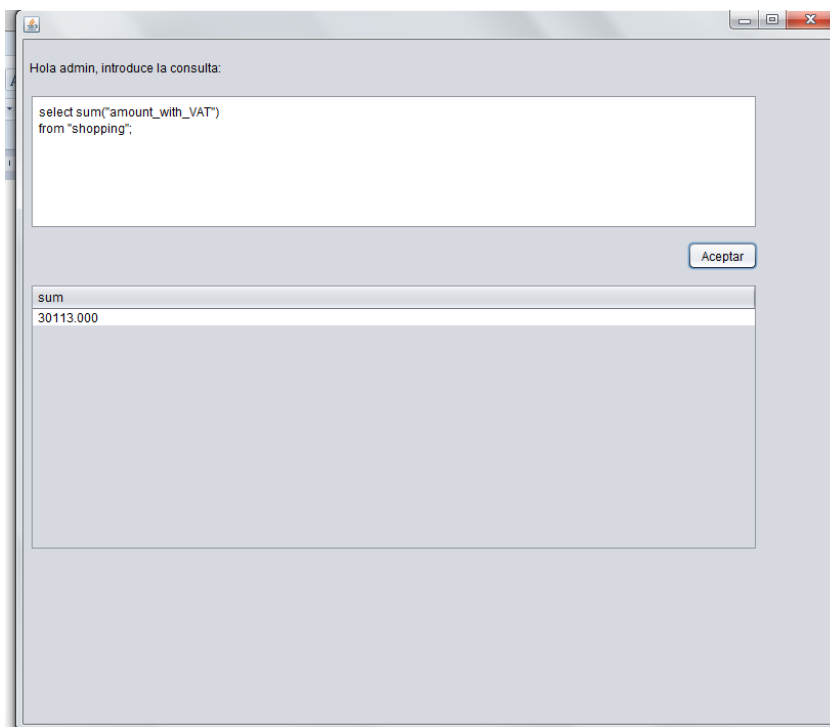 Hola admin, introduce la consulta:
select sum("amount_with_VAT")
from "shopping";
Aceptar
sum
30113.000